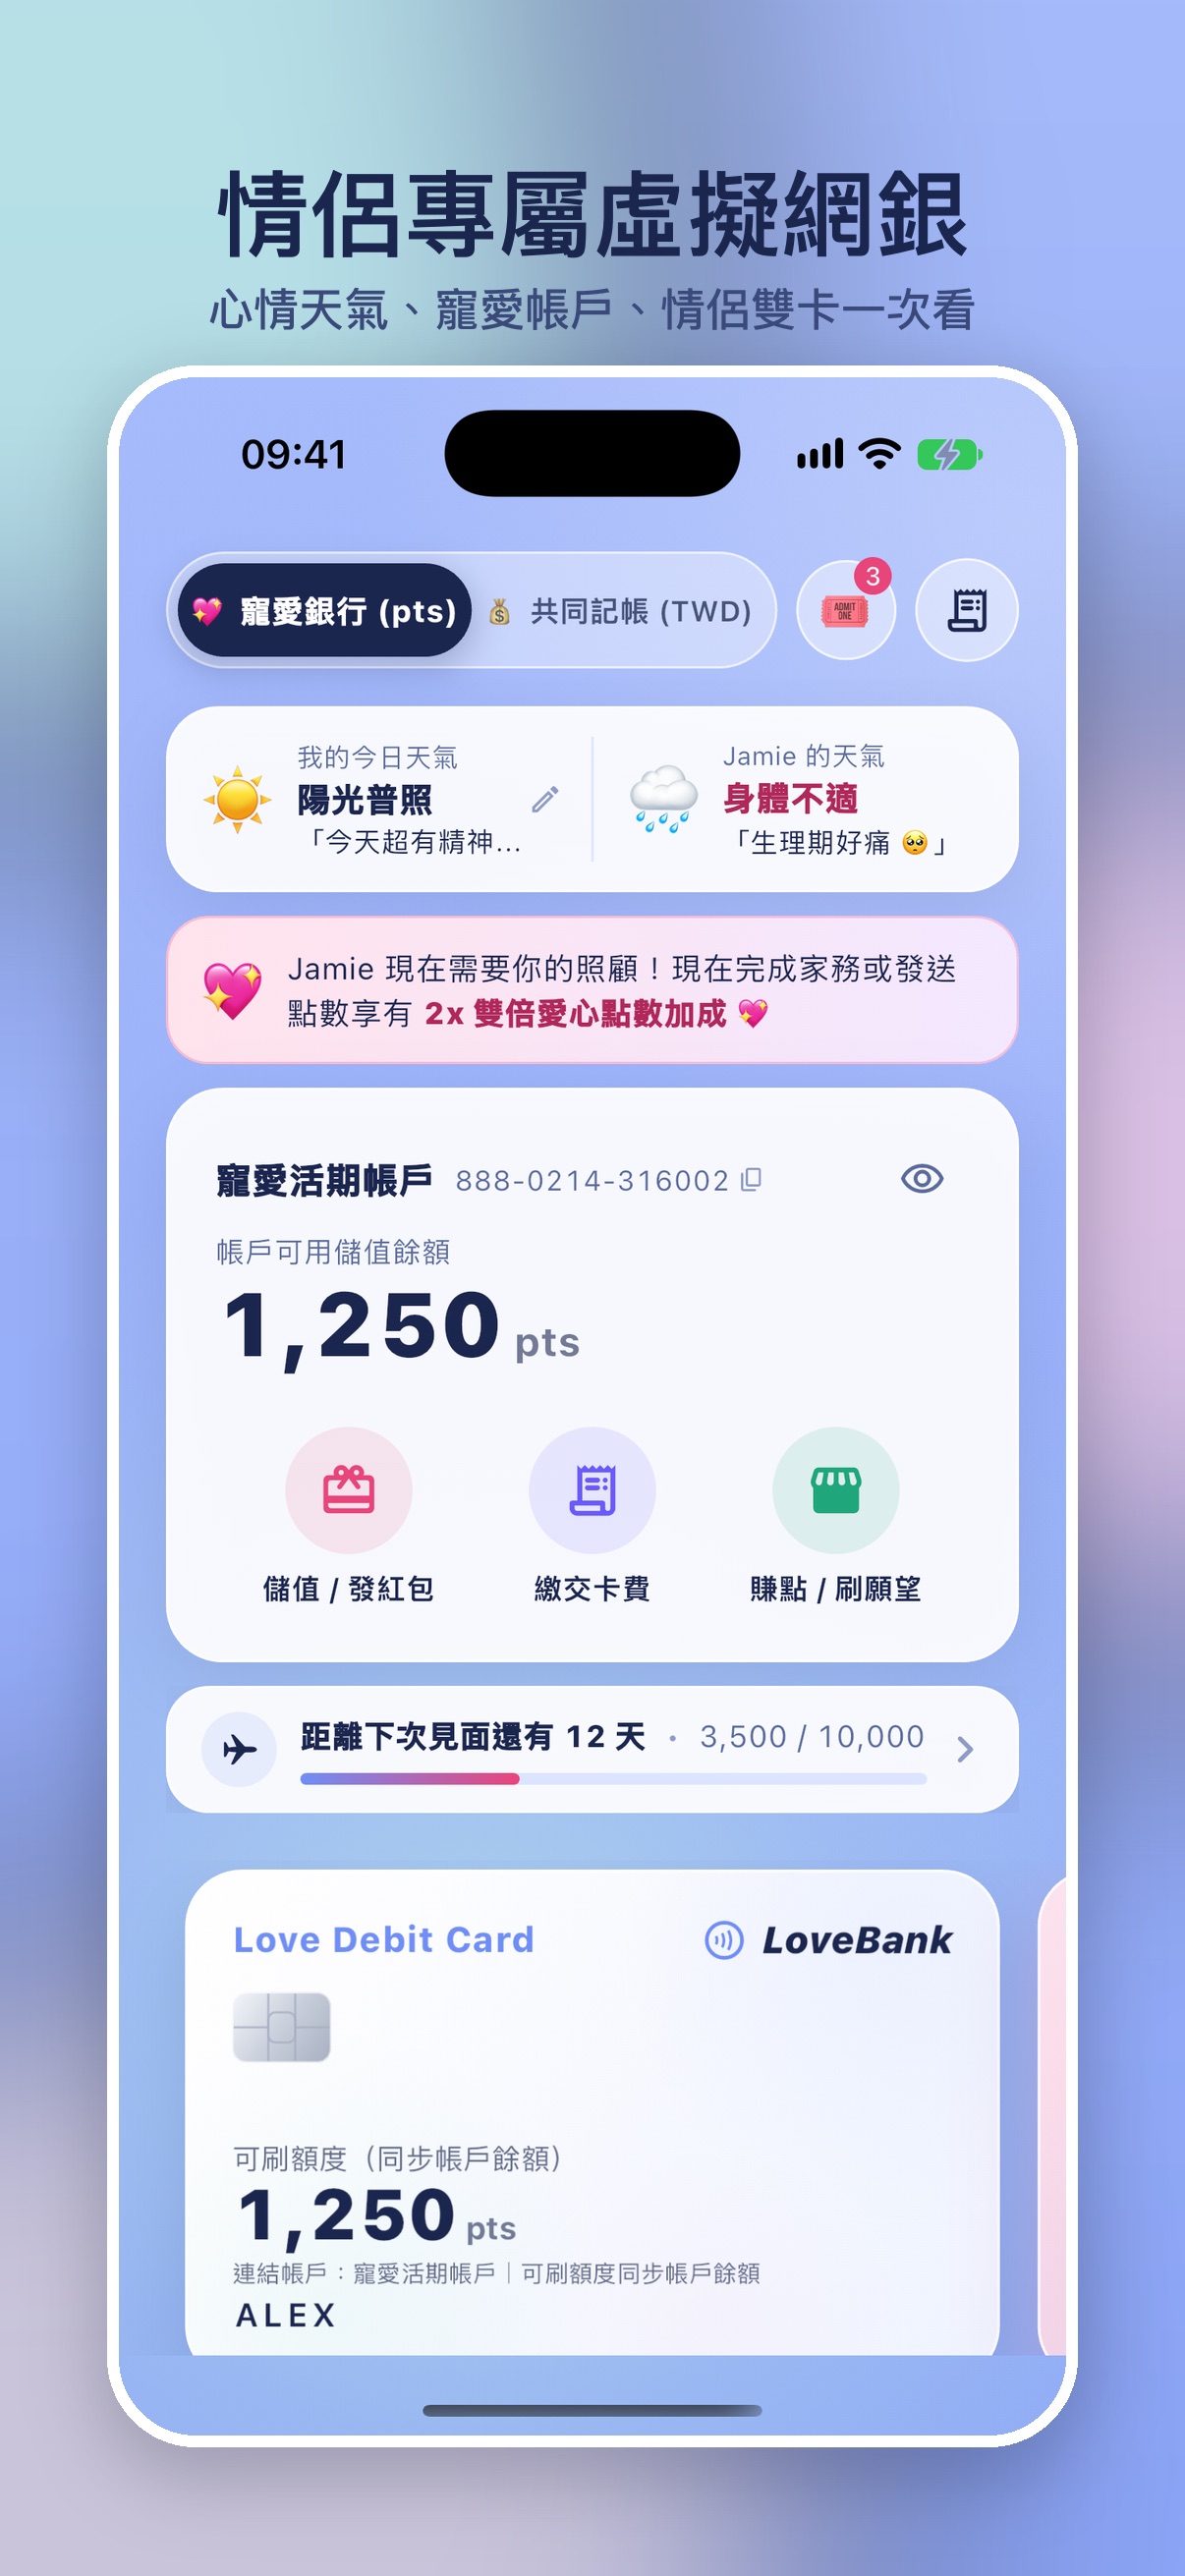 情侶專屬虛擬網銀
心情天氣、寵愛帳戶、情侶雙卡一次看
09:41
💖 寵愛銀行 (pts)
💰 共同記帳 (TWD)
ADMIT ONE
3
我的今日天氣
陽光普照
「今天超有精神...
Jamie 的天氣
身體不適
「生理期好痛 🥺」
Jamie 現在需要你的照顧！現在完成家務或發送
點數享有 2x 雙倍愛心點數加成 💖
寵愛活期帳戶 888-0214-316002
帳戶可用儲值餘額
1,250 pts
儲值 / 發紅包
繳交卡費
賺點 / 刷願望
距離下次見面還有 12 天 · 3,500 / 10,000
Love Debit Card
LoveBank
可刷額度（同步帳戶餘額）
1,250 pts
連結帳戶：寵愛活期帳戶｜可刷額度同步帳戶餘額
ALEX